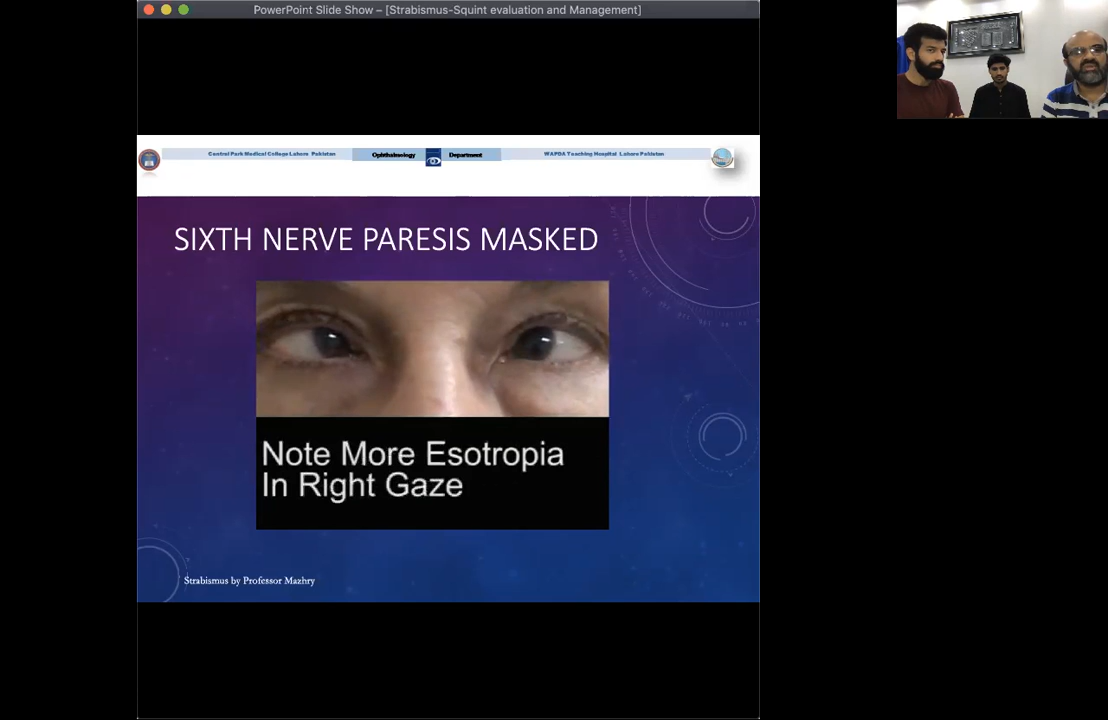 PowerPoint Slide Show – [Strabismus-Squint evaluation and Management]
Central Park Medical College Lahore Pakistan Ophthalmology Department WAPDA Teaching Hospital Lahore Pakistan
SIXTH NERVE PARESIS MASKED
Note More Esotropia
In Right Gaze
Strabismus by Professor Mazhry